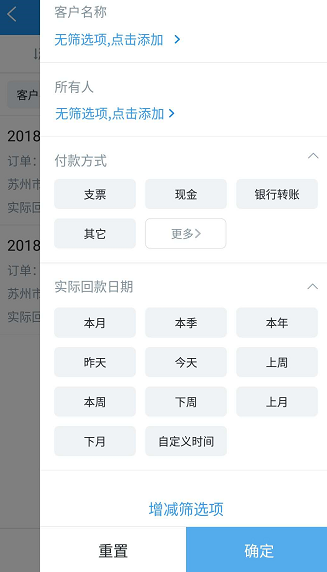 客户名称
无筛选项,点击添加
客户
所有人
无筛选项,点击添加
2018
订单:
苏州市
实际回
付款方式
支票 现金 银行转账
其它 更多
2018
订单:
苏州市
实际回
实际回款日期
本月 本季 本年
昨天 今天 上周
本周 下周 上月
下月 自定义时间
增减筛选项
重置 确定